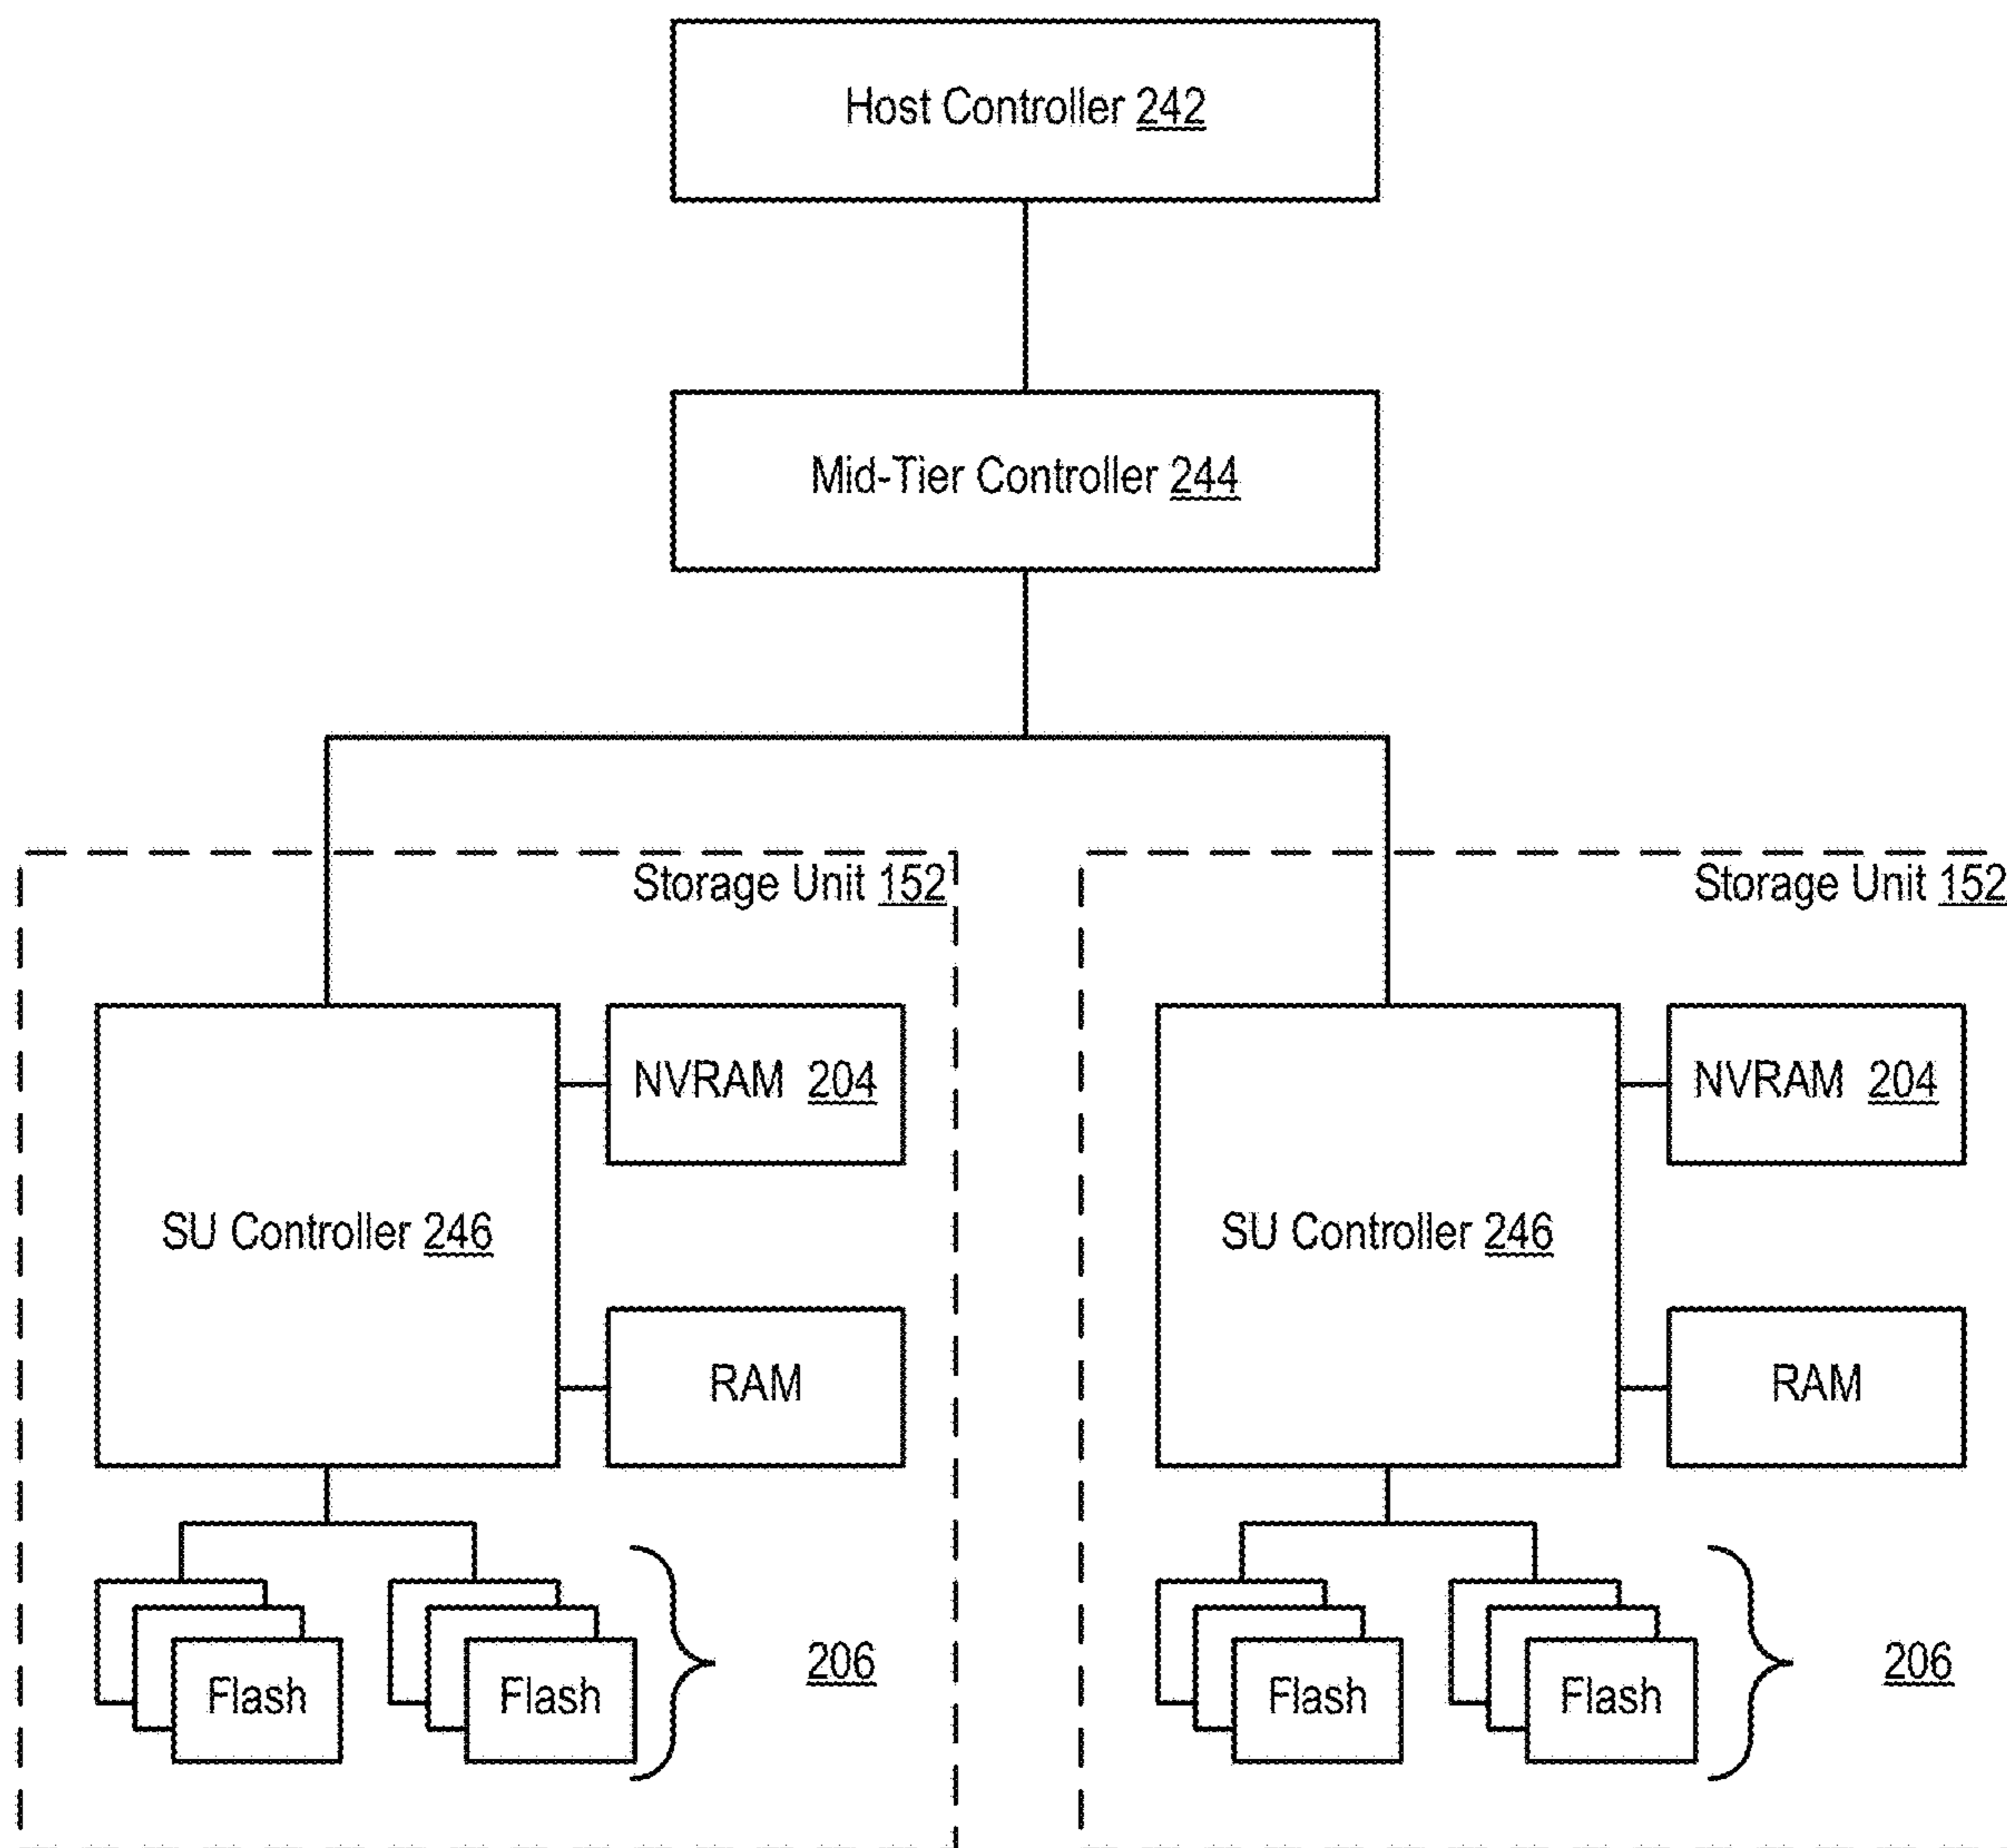 Host Controller 242
Mid-Tier Controller 244
Storage Unit 152
Storage Unit 152
NVRAM 204
NVRAM 204
SU Controller 246
SU Controller 246
RAM
RAM
Flash
Flash
206
Flash
Flash
206